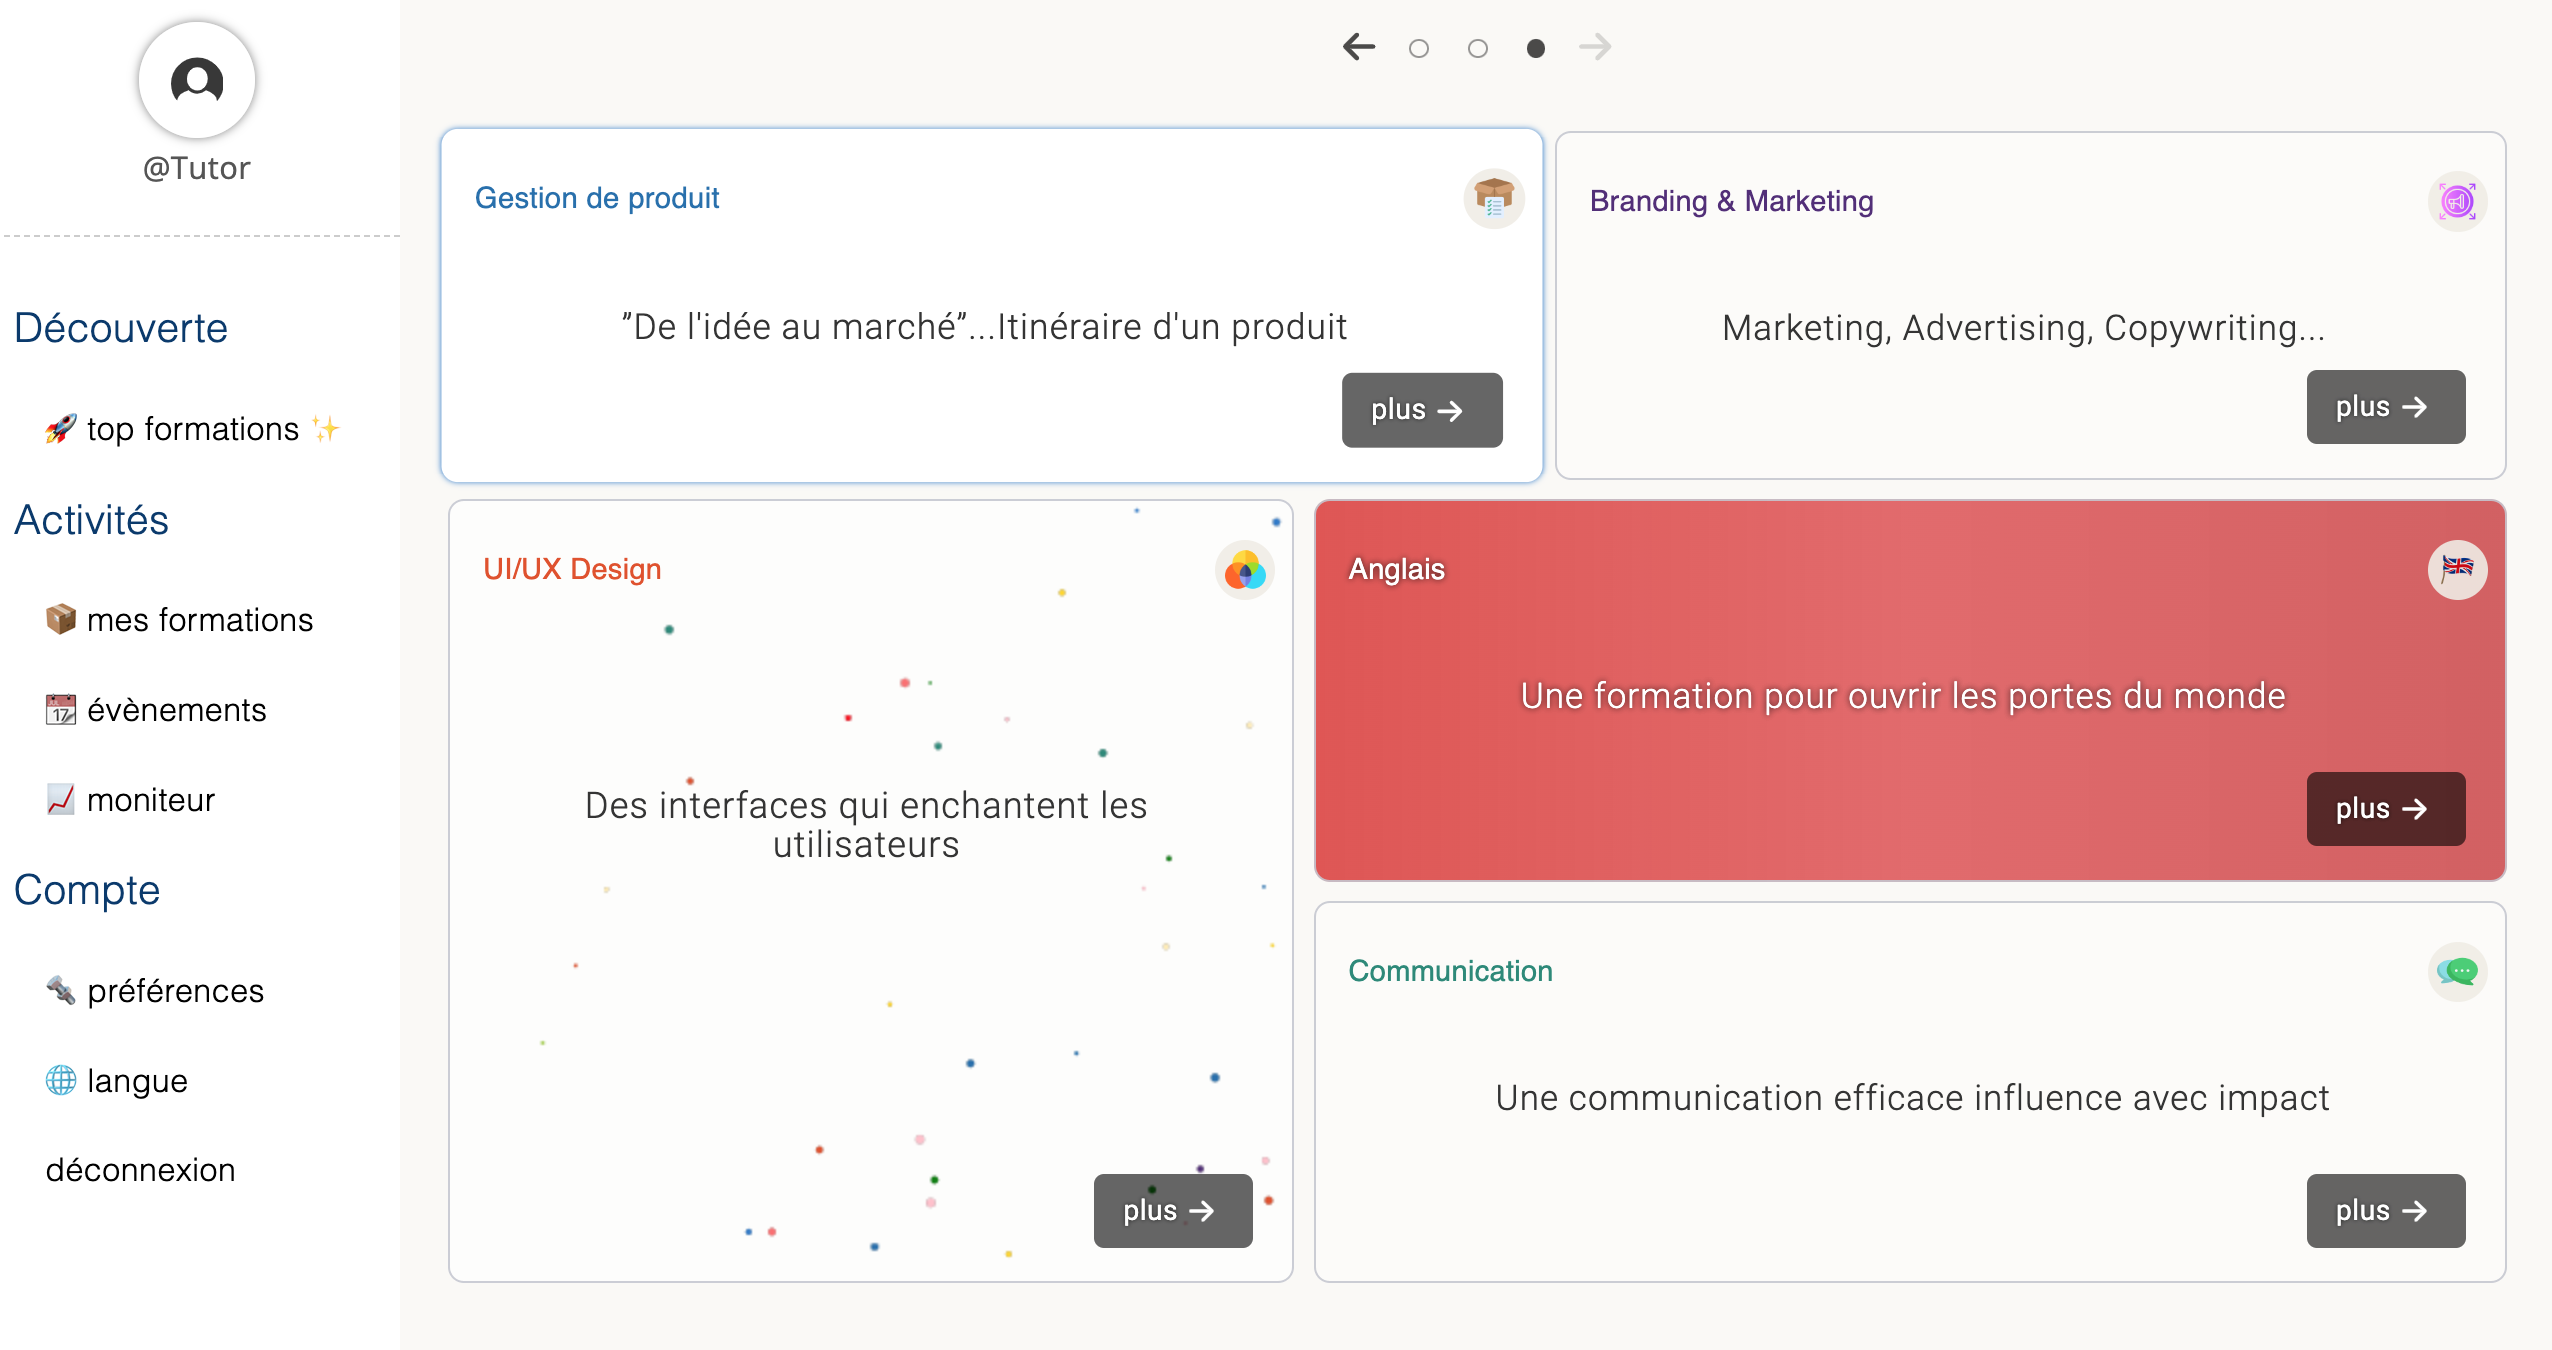 @Tutor
Découverte
top formations
Activités
mes formations
évènements
moniteur
Compte
préférences
langue
déconnexion
Gestion de produit
”De l'idée au marché”...Itinéraire d'un produit
plus →
Branding & Marketing
Marketing, Advertising, Copywriting...
plus →
UI/UX Design
Des interfaces qui enchantent les
utilisateurs
plus →
Anglais
Une formation pour ouvrir les portes du monde
plus →
Communication
Une communication efficace influence avec impact
plus →